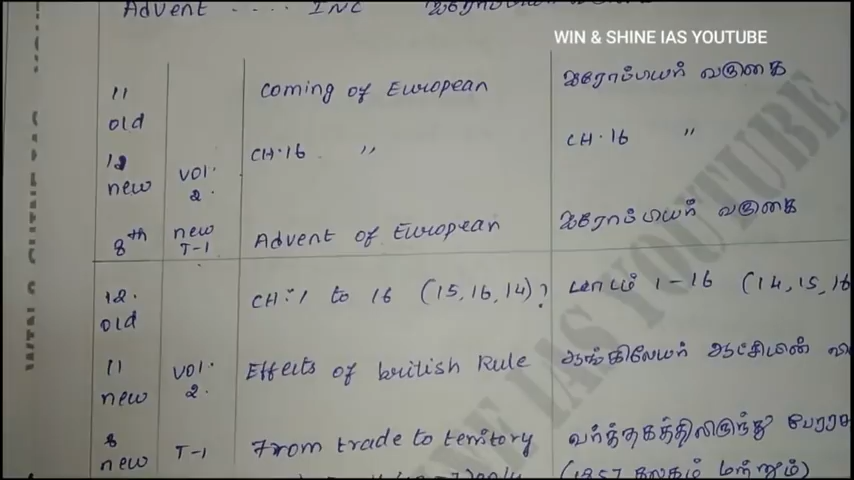 Advent .... INC
WIN & SHINE IAS YOUTUBE
11 old Coming of European ஐரோப்பியர் வருகை
12 new VOl. 2. CH.16 " CH.16 "
8th new T-1 Advent of European ஐரோப்பியர் வருகை
12. old CH:1 to 16 (15,16,14)? பாடம் 1-16 (14,15,16
11 new VOl. 2. Effects of british Rule ஆங்கிலேயர் ஆட்சியின்
8 new T-1 From trade to territory வர்த்தகத்திலிருந்து
(1857 கலகம் மற்றும்)